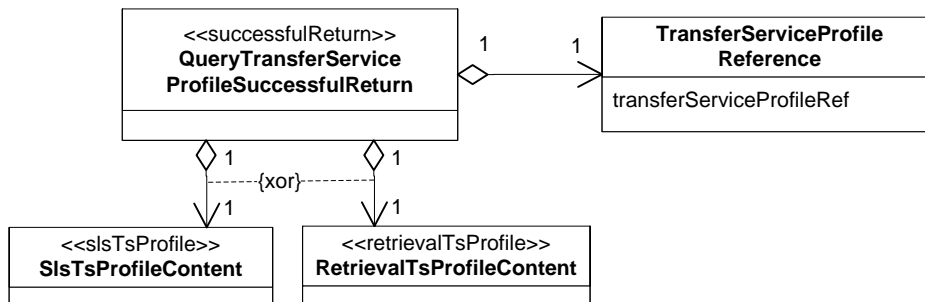 <<successfulReturn>>
QueryTransferService
ProfileSuccessfulReturn
1
1
TransferServiceProfile
Reference
transferServiceProfileRef
1
1
{xor}
1
1
<<slsTsProfile>>
SlsTsProfileContent
<<retrievalTsProfile>>
RetrievalTsProfileContent